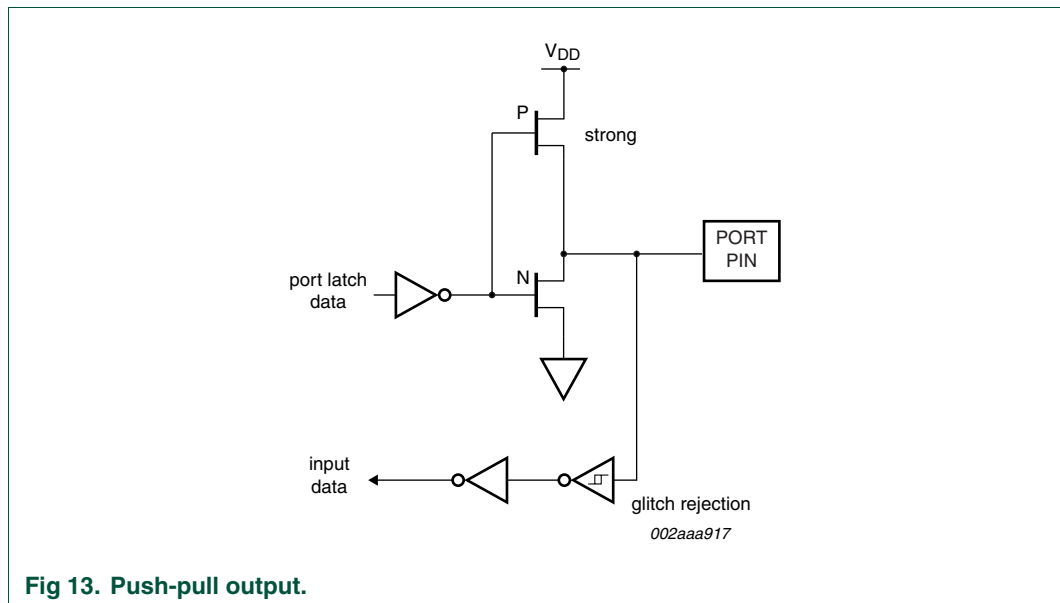 VDD
P
strong
PORT
PIN
N
port latch
data
input
data
glitch rejection
002aaa917
Fig 13. Push-pull output.